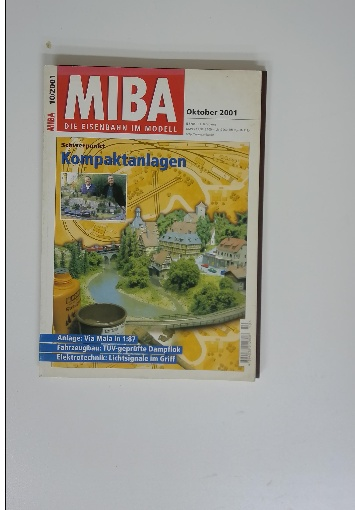 MIBA
DIE EISENBAHN IM MODELL
MIBA 10/2001
Oktober 2001
Schwerpunkt
Kompaktanlagen
Anlage: Via Mala in 1:87
Fahrzeugbau: TÜV-geprüfte Dampflok
Elektrotechnik: Lichtsignale im Griff